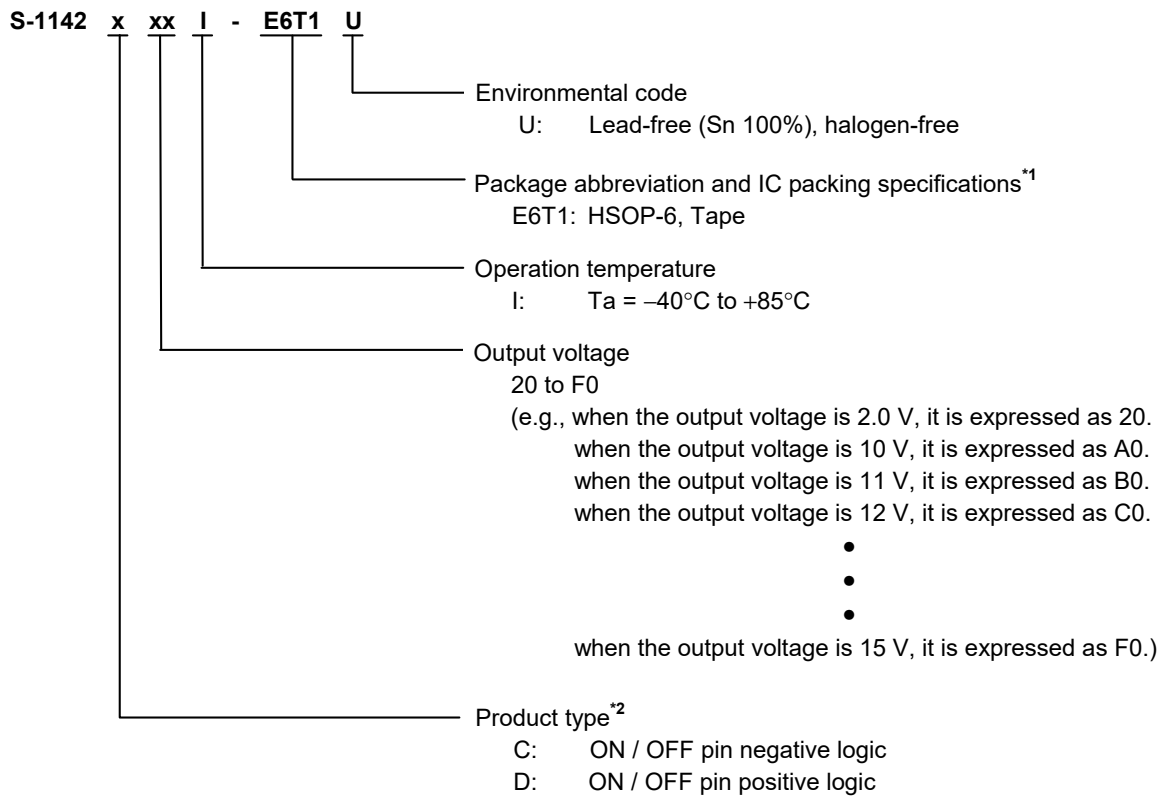 S-1142 x xx I - E6T1 U
Environmental code
U: Lead-free (Sn 100%), halogen-free
Package abbreviation and IC packing specifications*1
E6T1: HSOP-6, Tape
Operation temperature
I: Ta = −40°C to +85°C
Output voltage
20 to F0
(e.g., when the output voltage is 2.0 V, it is expressed as 20.
when the output voltage is 10 V, it is expressed as A0.
when the output voltage is 11 V, it is expressed as B0.
when the output voltage is 12 V, it is expressed as C0.
•
•
•
when the output voltage is 15 V, it is expressed as F0.)
Product type*2
C: ON / OFF pin negative logic
D: ON / OFF pin positive logic